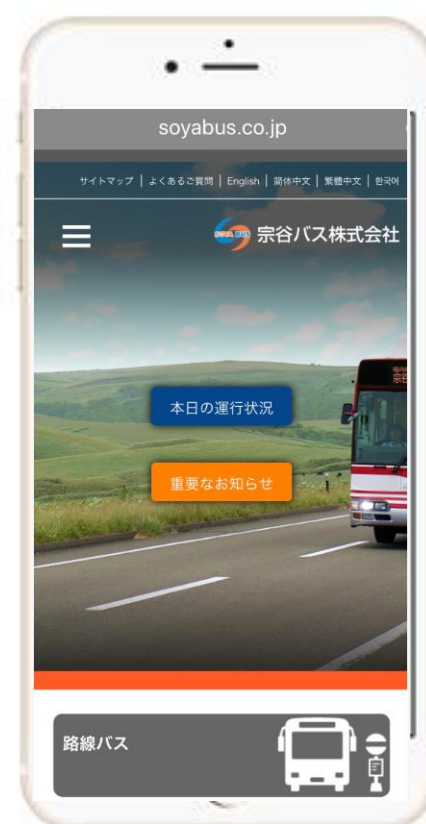 soyabus.co.jp
サイトマップ | よくあるご質問 | English | 简体中文 | 繁體中文 | 한국어
SOYA BUS 宗谷バス株式会社
本日の運行状況
重要なお知らせ
路線バス